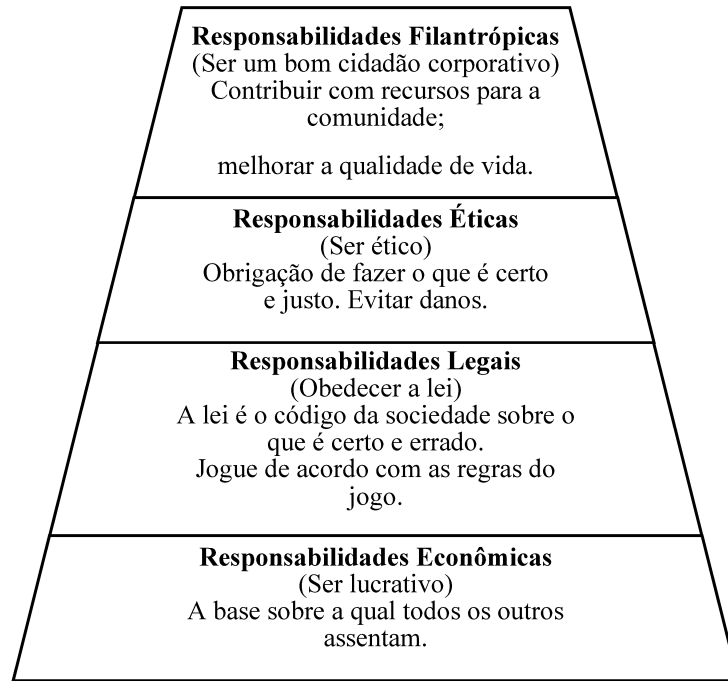 Responsabilidades Filantrópicas
(Ser um bom cidadão corporativo)
Contribuir com recursos para a
comunidade;
melhorar a qualidade de vida.
Responsabilidades Éticas
(Ser ético)
Obrigação de fazer o que é certo
e justo. Evitar danos.
Responsabilidades Legais
(Obedecer a lei)
A lei é o código da sociedade sobre o
que é certo e errado.
Jogue de acordo com as regras do
jogo.
Responsabilidades Econômicas
(Ser lucrativo)
A base sobre a qual todos os outros
assentam.